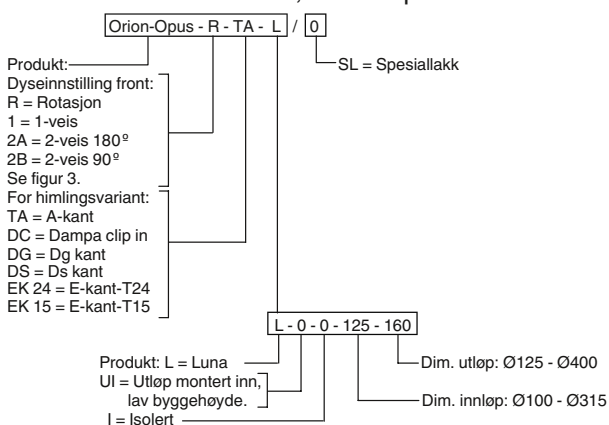 Orion-Opus - R - TA - L / 0
Produkt:
SL = Spesiallakk
Dyseinnstilling front:
R = Rotasjon
1 = 1-veis
2A = 2-veis 180º
2B = 2-veis 90º
Se figur 3.
For himlingsvariant:
TA = A-kant
DC = Dampa clip in
DG = Dg kant
DS = Ds kant
EK 24 = E-kant-T24
EK 15 = E-kant-T15
L - 0 - 0 - 125 - 160
Produkt: L = Luna
Dim. utløp: Ø125 - Ø400
UI = Utløp montert inn,
lav byggehøyde.
Dim. innløp: Ø100 - Ø315
I = Isolert